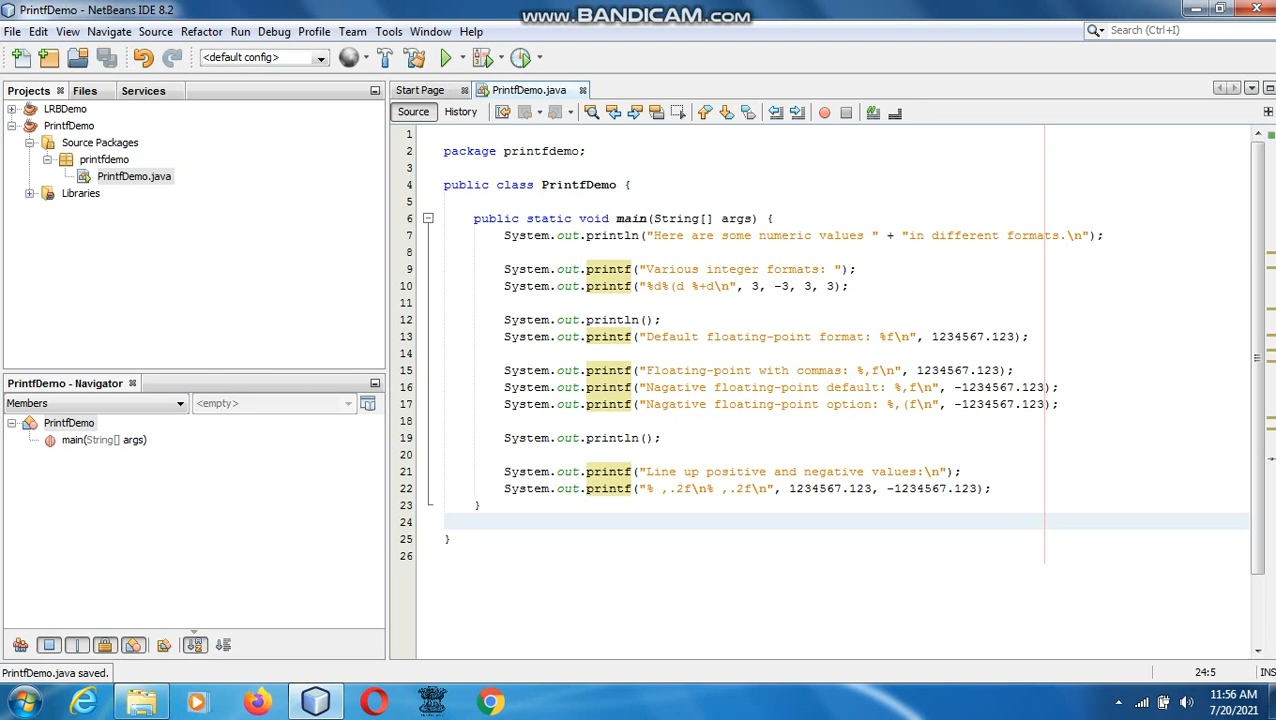 PrintfDemo - NetBeans IDE 8.2
www.BANDICAM.com
File Edit View Navigate Source Refactor Run Debug Profile Team Tools Window Help
Search (Ctrl+I)
<default config>
Projects Files Services
Start Page PrintfDemo.java
LRBDemo
PrintfDemo
Source Packages
printfdemo
PrintfDemo.java
Libraries
PrintfDemo - Navigator
Members <empty>
PrintfDemo
main(String[] args)
Source History
1
2 package printfdemo;
3
4 public class PrintfDemo {
5
6 public static void main(String[] args) {
7 System.out.println("Here are some numeric values " + "in different formats.\n");
8
9 System.out.printf("Various integer formats: ");
10 System.out.printf("%d%(d %+d\n", 3, -3, 3, 3);
11
12 System.out.println();
13 System.out.printf("Default floating-point format: %f\n", 1234567.123);
14
15 System.out.printf("Floating-point with commas: %,f\n", 1234567.123);
16 System.out.printf("Nagative floating-point default: %,f\n", -1234567.123);
17 System.out.printf("Nagative floating-point option: %,(f\n", -1234567.123);
18
19 System.out.println();
20
21 System.out.printf("Line up positive and negative values:\n");
22 System.out.printf("% ,.2f\n% ,.2f\n", 1234567.123, -1234567.123);
23 }
24
25 }
26
PrintfDemo.java saved.
24:5 INS
11:56 AM
7/20/2021